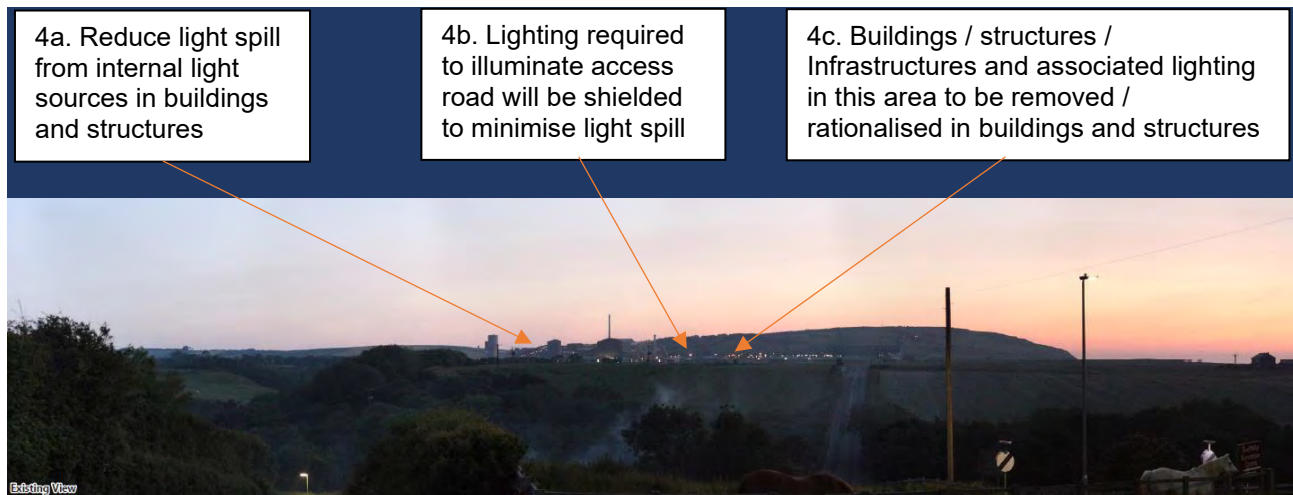 4a. Reduce light spill
from internal light
sources in buildings
and structures
4b. Lighting required
to illuminate access
road will be shielded
to minimise light spill
4c. Buildings / structures /
Infrastructures and associated lighting
in this area to be removed /
rationalised in buildings and structures
Existing View